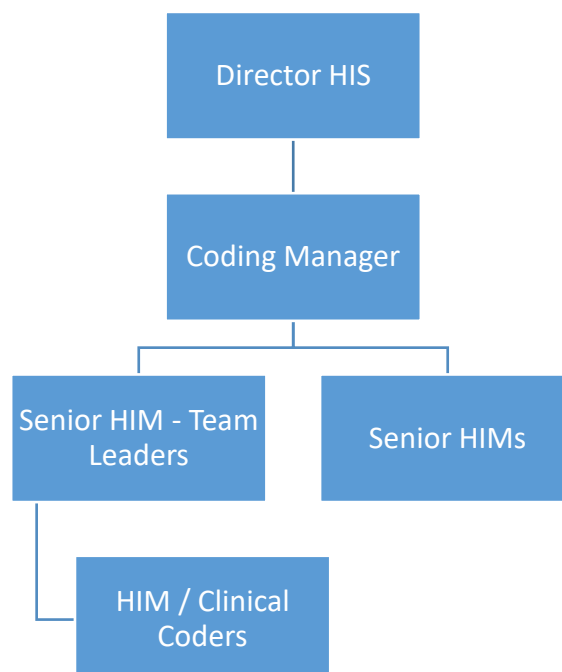 Director HIS
Coding Manager
Senior HIM - Team
Leaders
Senior HIMs
HIM / Clinical
Coders